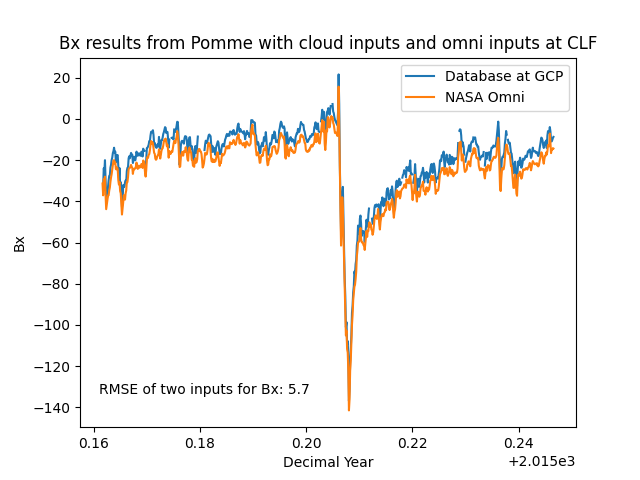 Bx results from Pomme with cloud inputs and omni inputs at CLF
Database at GCP
NASA Omni
20
0
−20
−40
−60
−80
−100
−120
−140
Bx
RMSE of two inputs for Bx: 5.7
0.16 0.18 0.20 0.22 0.24
Decimal Year
+2.015e3